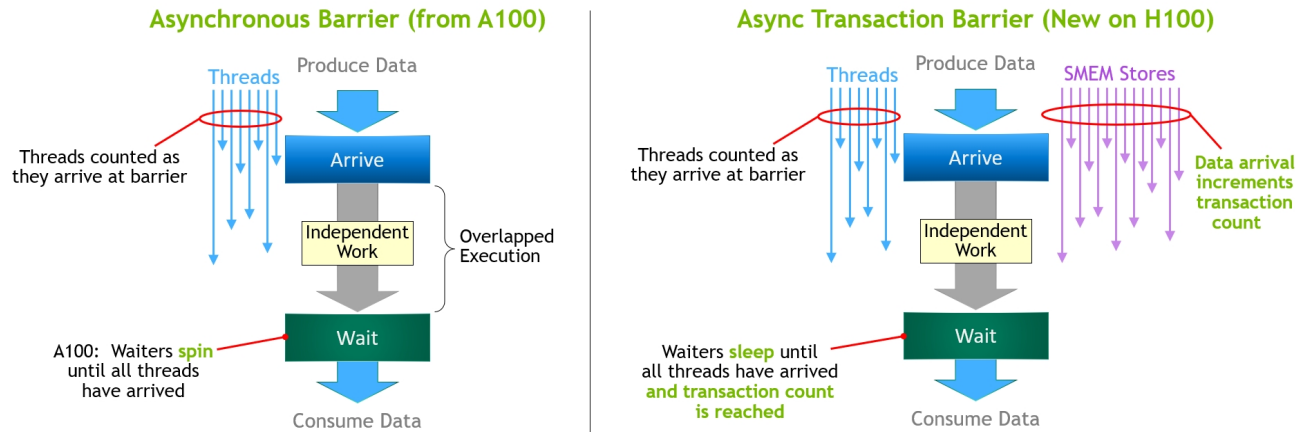 Asynchronous Barrier (from A100)
Produce Data
Threads
Threads counted as
they arrive at barrier
Arrive
Independent
Work
Overlapped
Execution
Wait
A100:  Waiters spin
until all threads
have arrived
Consume Data
Async Transaction Barrier (New on H100)
Produce Data
Threads
SMEM Stores
Threads counted as
they arrive at barrier
Arrive
Data arrival
increments
transaction
count
Independent
Work
Wait
Waiters sleep until
all threads have arrived
and transaction count
is reached
Consume Data